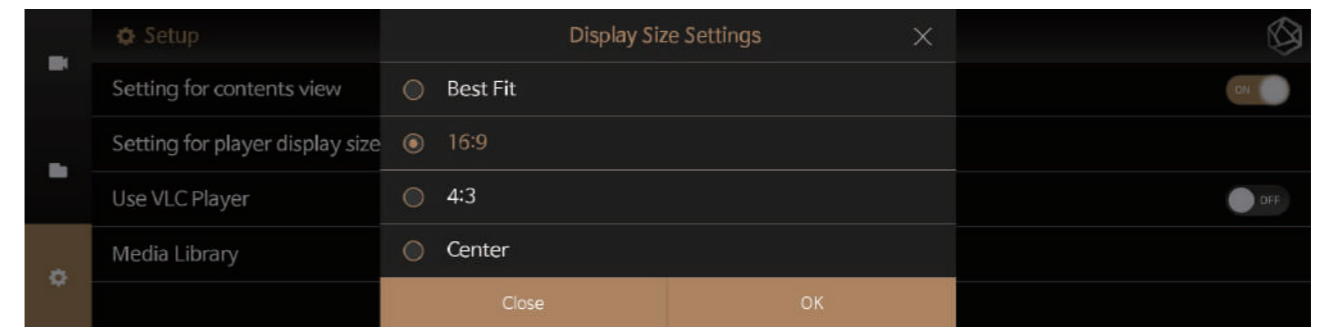 Setup
Display Size Settings
Setting for contents view
Best Fit
ON
Setting for player display size
16:9
Use VLC Player
4:3
OFF
Media Library
Center
Close
OK